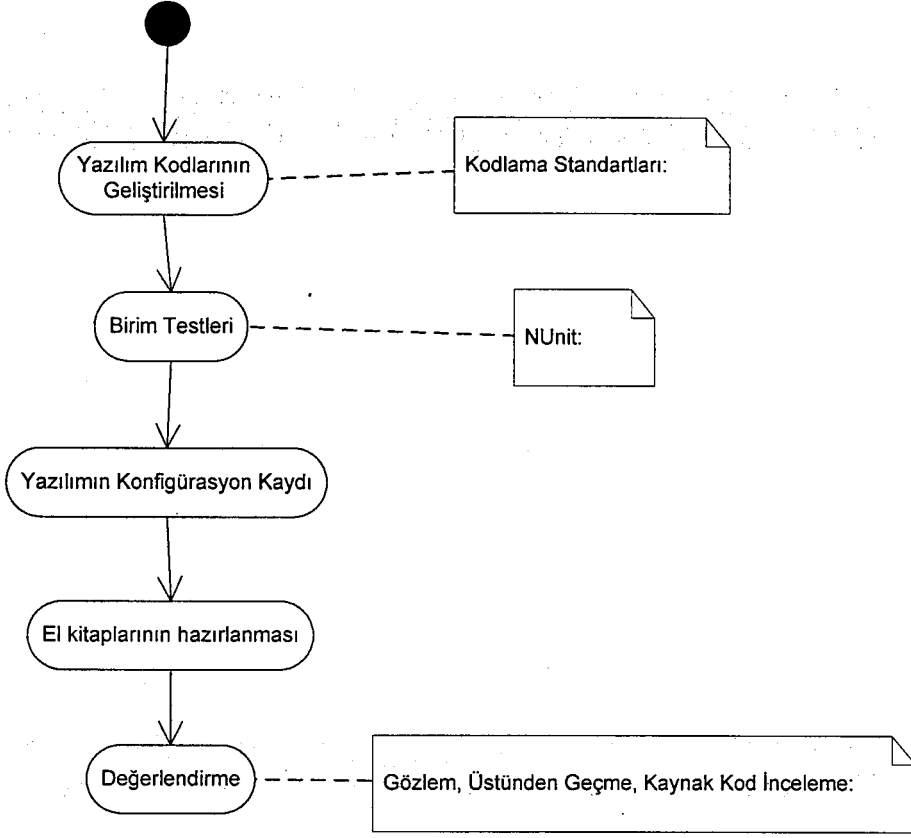 Yazılım Kodlarının
Geliştirilmesi
Kodlama Standartları:
Birim Testleri
NUnit:
Yazılımın Konfigürasyon Kaydı
El kitaplarının hazırlanması
Değerlendirme
Gözlem, Üstünden Geçme, Kaynak Kod İnceleme: